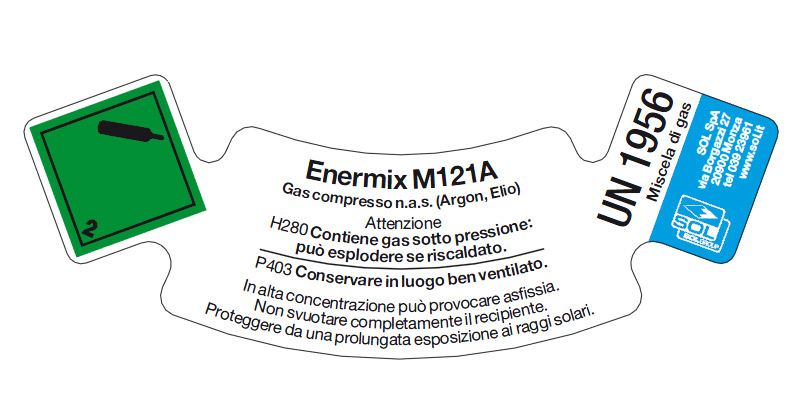 2
Enermix M121A
Gas compresso n.a.s. (Argon, Elio)
Attenzione
H280 Contiene gas sotto pressione:
può esplodere se riscaldato.
P403 Conservare in luogo ben ventilato.
In alta concentrazione può provocare asfissia.
Non svuotare completamente il recipiente.
Proteggere da una prolungata esposizione ai raggi solari.
UN 1956
Miscela di gas
SOL SpA
via Borgazzi 27
20900 Monza
tel 039 23961
www.sol.it
SOL
SOLGROUP